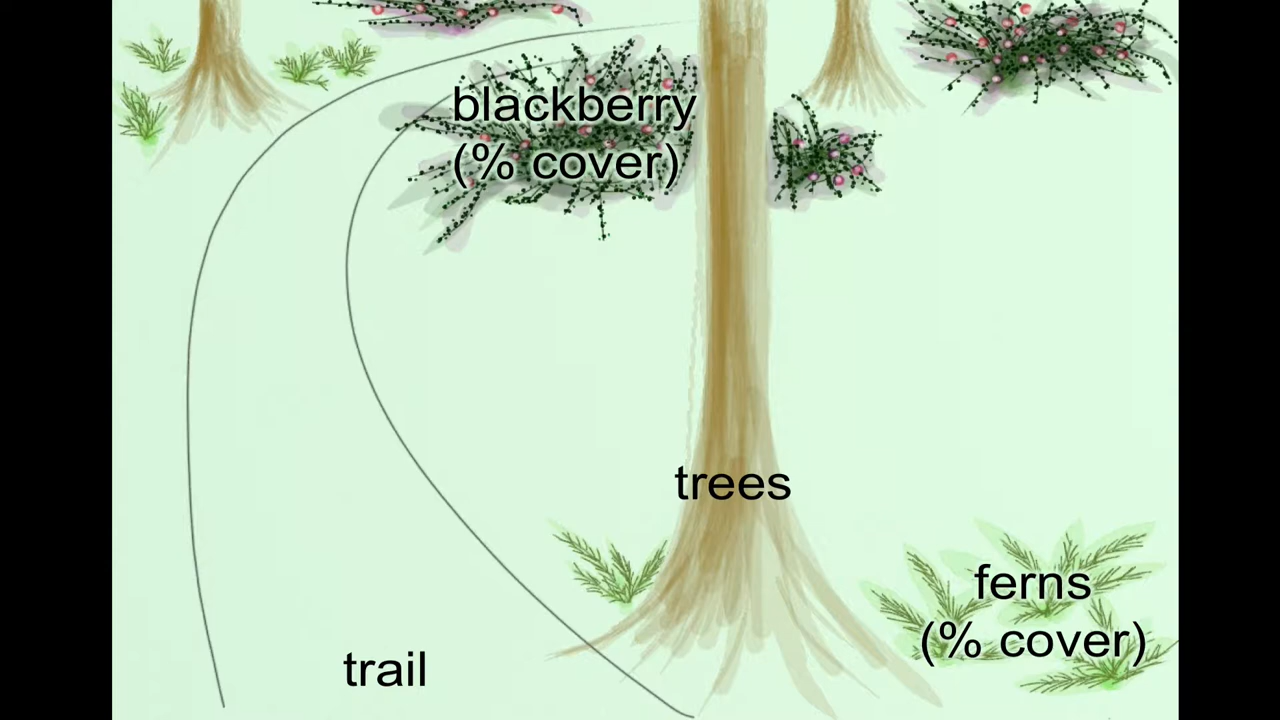 blackberry
(% cover)
trees
ferns
(% cover)
trail